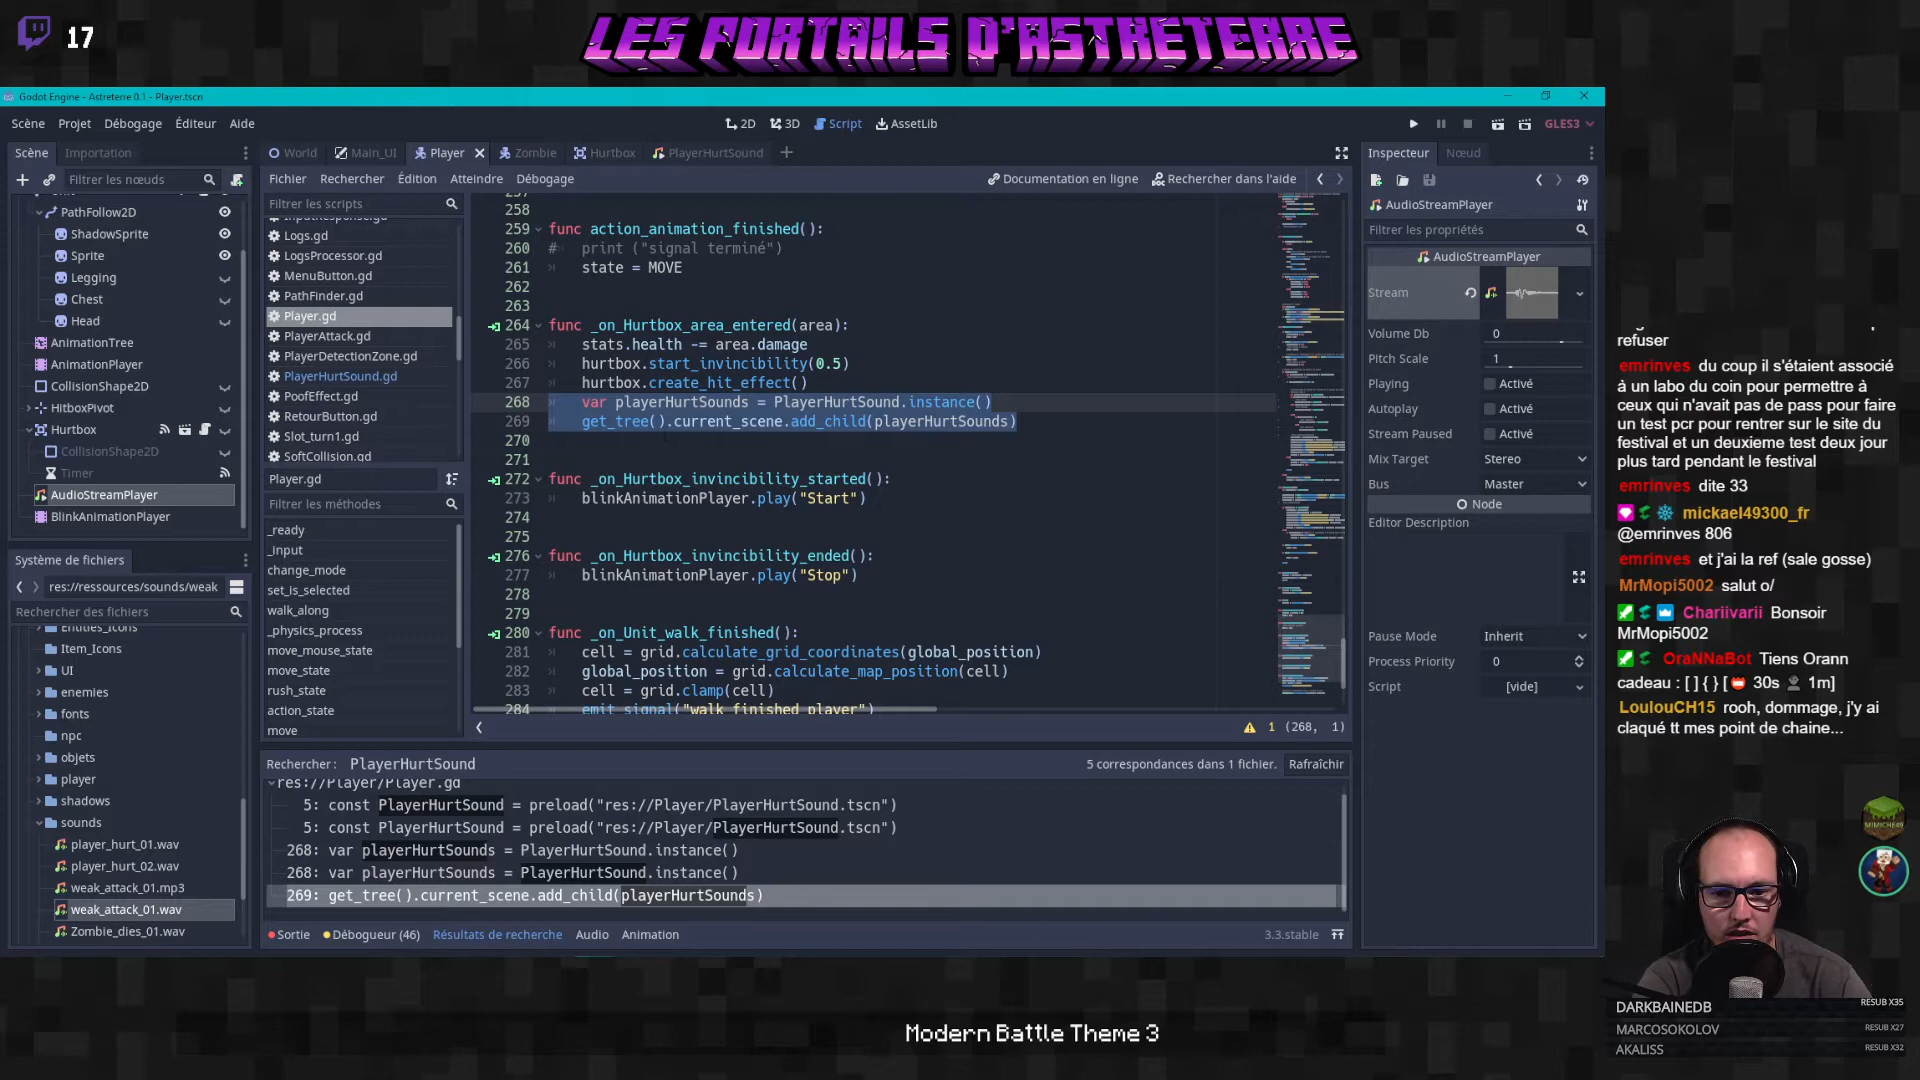 17
LES PORTAILS D'ASTRETERRE
Godot Engine - Astreterre 0.1 - Player.tscn
Scène Projet Débogage Éditeur Aide
2D 3D Script AssetLib
GLES3
Scène Importation
World Main_UI Player Zombie Hurtbox PlayerHurtSound
Inspecteur Nœud
Filtrer les nœuds
Fichier Rechercher Édition Atteindre Débogage
Documentation en ligne Rechercher dans l'aide
PathFollow2D
ShadowSprite
Sprite
Legging
Chest
Head
AnimationTree
AnimationPlayer
CollisionShape2D
HitboxPivot
Hurtbox
CollisionShape2D
Timer
AudioStreamPlayer
BlinkAnimationPlayer
Système de fichiers
res://ressources/sounds/weak
Rechercher des fichiers
Entities_Icons
Item_Icons
UI
enemies
fonts
npc
objets
player
shadows
sounds
player_hurt_01.wav
player_hurt_02.wav
weak_attack_01.mp3
weak_attack_01.wav
Zombie_dies_01.wav
Filtrer les scripts
Logs.gd
LogsProcessor.gd
MenuButton.gd
PathFinder.gd
Player.gd
PlayerAttack.gd
PlayerDetectionZone.gd
PlayerHurtSound.gd
PoofEffect.gd
RetourButton.gd
Slot_turn1.gd
SoftCollision.gd
Player.gd
Filtrer les méthodes
_ready
_input
change_mode
set_is_selected
walk_along
_physics_process
move_mouse_state
move_state
rush_state
action_state
move
258
259 func action_animation_finished():
260 # print ("signal terminé")
261 state = MOVE
262
263
264 func _on_Hurtbox_area_entered(area):
265 stats.health -= area.damage
266 hurtbox.start_invincibility(0.5)
267 hurtbox.create_hit_effect()
268 var playerHurtSounds = PlayerHurtSound.instance()
269 get_tree().current_scene.add_child(playerHurtSounds)
270
271
272 func _on_Hurtbox_invincibility_started():
273 blinkAnimationPlayer.play("Start")
274
275
276 func _on_Hurtbox_invincibility_ended():
277 blinkAnimationPlayer.play("Stop")
278
279
280 func _on_Unit_walk_finished():
281 cell = grid.calculate_grid_coordinates(global_position)
282 global_position = grid.calculate_map_position(cell)
283 cell = grid.clamp(cell)
284 emit_signal("walk_finished_player")
1 (268, 1)
Rechercher: PlayerHurtSound
5 correspondances dans 1 fichier. Rafraîchir
res://Player/Player.gd
5: const PlayerHurtSound = preload("res://Player/PlayerHurtSound.tscn")
5: const PlayerHurtSound = preload("res://Player/PlayerHurtSound.tscn")
268: var playerHurtSounds = PlayerHurtSound.instance()
268: var playerHurtSounds = PlayerHurtSound.instance()
269: get_tree().current_scene.add_child(playerHurtSounds)
Sortie Débogueur (46) Résultats de recherche Audio Animation
3.3.stable
AudioStreamPlayer
Filtrer les propriétés
AudioStreamPlayer
Stream
Volume Db 0
Pitch Scale 1
Playing Activé
Autoplay Activé
Stream Paused Activé
Mix Target Stereo
Bus Master
Node
Editor Description
Pause Mode Inherit
Process Priority 0
Script [vide]
refuser
emrinves du coup il s'étaient associé
à un labo du coin pour permettre à
ceux qui n'avait pas de pass pour faire
un test pcr pour rentrer sur le site du
festival et un deuxieme test deux jour
plus tard pendant le festival
emrinves dite 33
mickael49300_fr
@emrinves 806
emrinves et j'ai la ref (sale gosse)
MrMopi5002 salut o/
Chariivarii Bonsoir
MrMopi5002
OraNNaBot Tiens Orann
cadeau : [ ] { } [ 30s 1m]
LoulouCH15 rooh, dommage, j'y ai
claqué tt mes point de chaine...
MIMICHE49
DARKBAINEDB RESUB X35
MARCOSOKOLOV RESUB X27
AKALISS RESUB X32
Modern Battle Theme 3